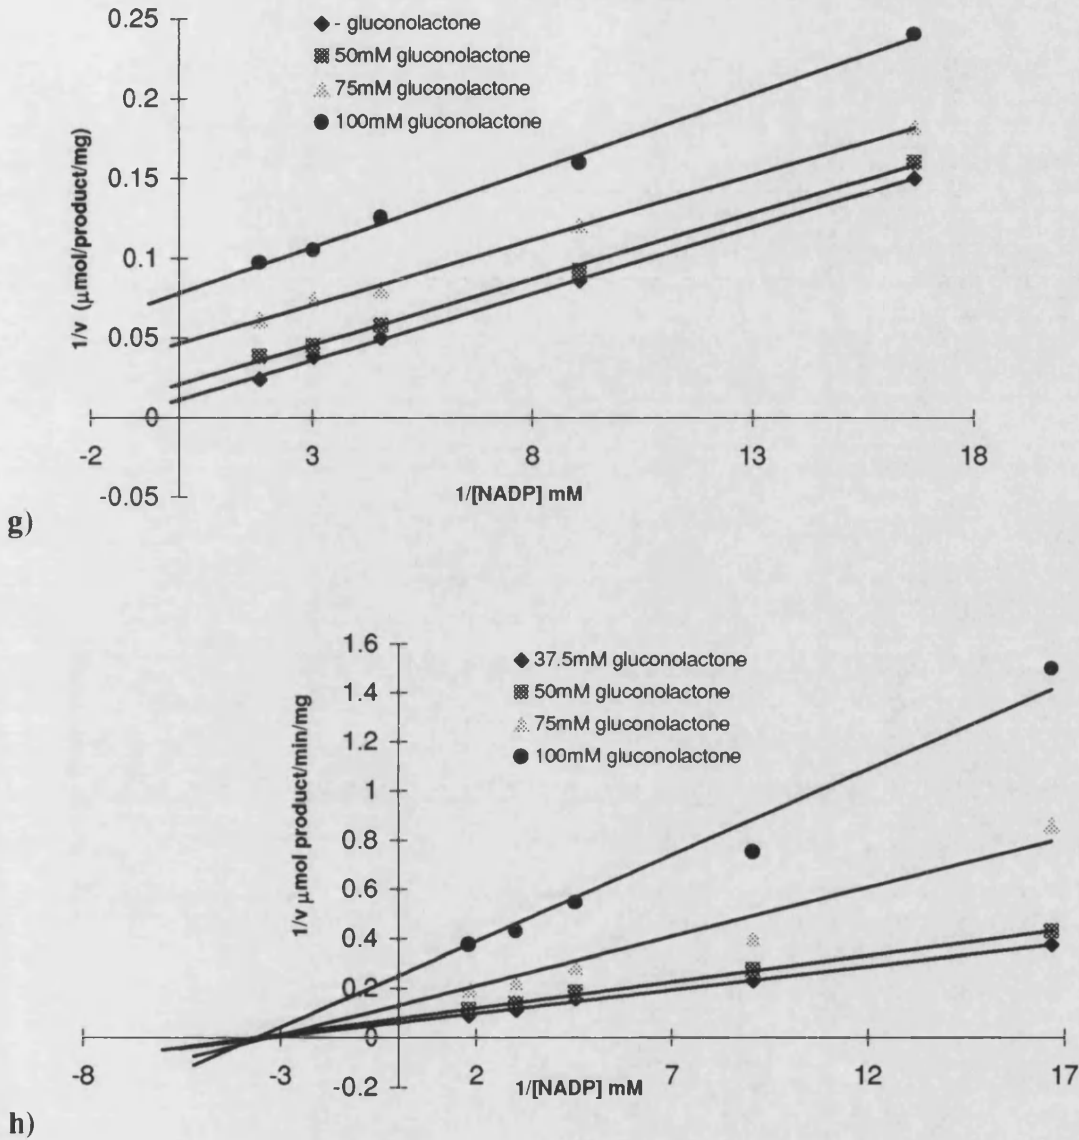 0.25
- gluconolactone
50mM gluconolactone
75mM gluconolactone
100mM gluconolactone
0.2
0.15
0.1
0.05
0
-0.05
1/v (µmol/product/mg)
-2
3
8
13
18
1/[NADP] mM
g)
1.6
1.4
1.2
1
0.8
0.6
0.4
0.2
0
-0.2
37.5mM gluconolactone
50mM gluconolactone
75mM gluconolactone
100mM gluconolactone
1/v µmol product/min/mg
-8
-3
2
7
12
17
1/[NADP] mM
h)